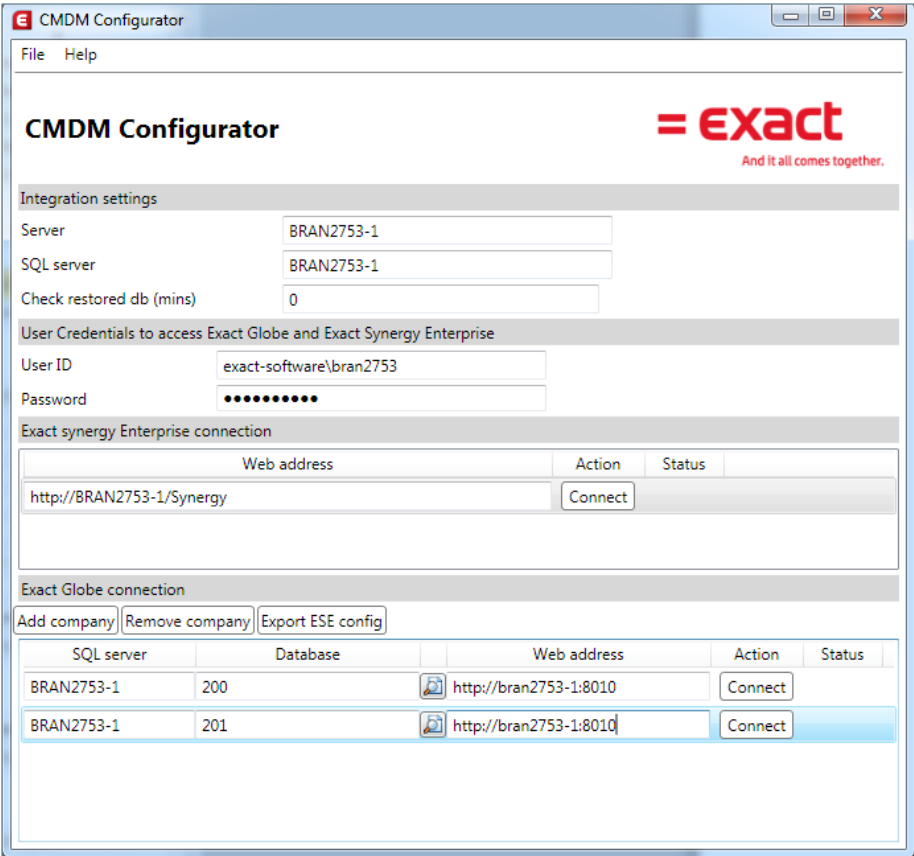 CMDM Configurator
File Help
CMDM Configurator
= exact
And it all comes together.
Integration settings
Server BRAN2753-1
SQL server BRAN2753-1
Check restored db (mins) 0
User Credentials to access Exact Globe and Exact Synergy Enterprise
User ID exact-software\bran2753
Password ••••••••••
Exact synergy Enterprise connection
Web address Action Status
http://BRAN2753-1/Synergy Connect
Exact Globe connection
Add company Remove company Export ESE config
SQL server Database Web address Action Status
BRAN2753-1 200 http://bran2753-1:8010 Connect
BRAN2753-1 201 http://bran2753-1:8010 Connect